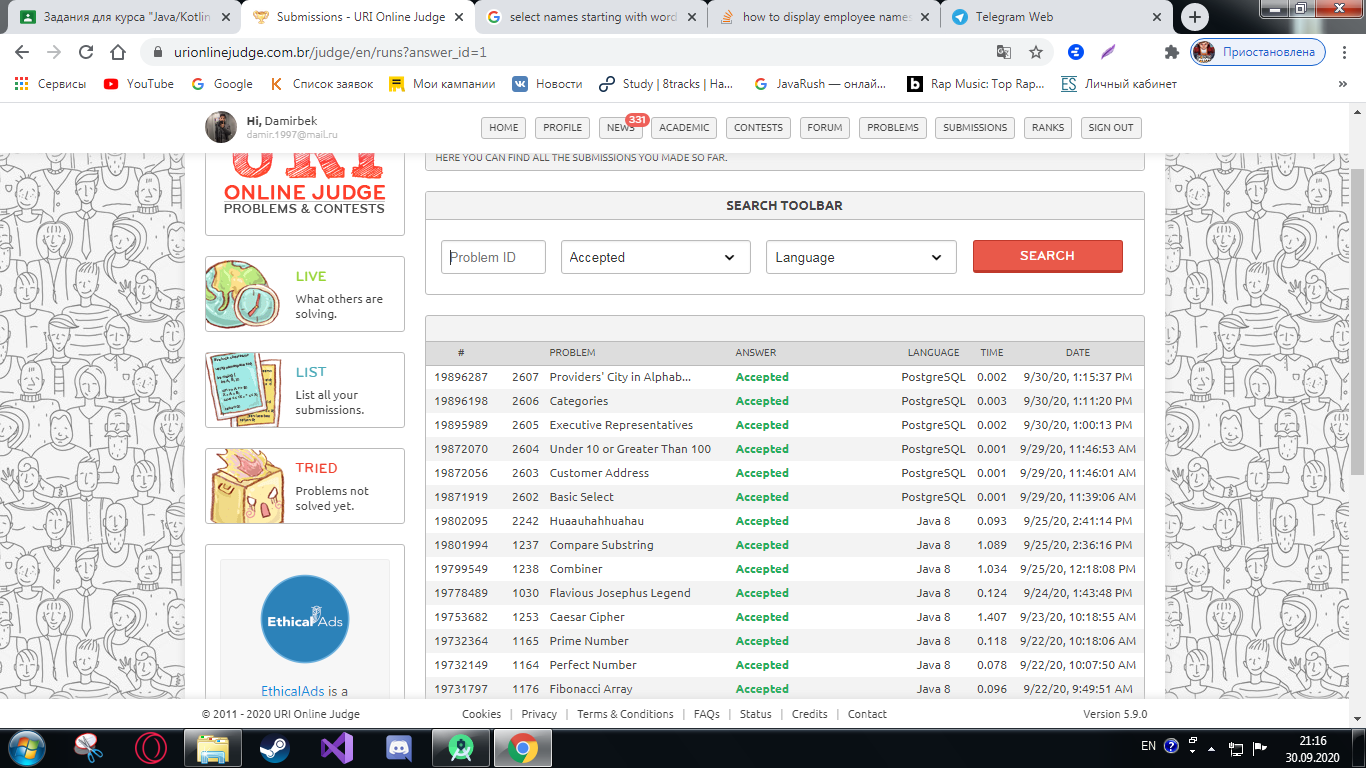 Задания для курса "Java/Kotlin
Submissions - URI Online Judge
select names starting with word
how to display employee names
Telegram Web
urionlinejudge.com.br/judge/en/runs?answer_id=1
Приостановлена
Сервисы
YouTube
Google
Список заявок
Мои кампании
Новости
Study | 8tracks | На...
JavaRush — онлай...
Rap Music: Top Rap...
Личный кабинет
Hi, Damirbek
damir.1997@mail.ru
HOME PROFILE NEWS 331 ACADEMIC CONTESTS FORUM PROBLEMS SUBMISSIONS RANKS SIGN OUT
URI
ONLINE JUDGE
PROBLEMS & CONTESTS
LIVE
What others are
solving.
LIST
List all your
submissions.
TRIED
Problems not
solved yet.
EthicalAds
EthicalAds is a
HERE YOU CAN FIND ALL THE SUBMISSIONS YOU MADE SO FAR.
SEARCH TOOLBAR
Problem ID Accepted Language SEARCH
# PROBLEM ANSWER LANGUAGE TIME DATE
19896287 2607 Providers' City in Alphab... Accepted PostgreSQL 0.002 9/30/20, 1:15:37 PM
19896198 2606 Categories Accepted PostgreSQL 0.003 9/30/20, 1:11:20 PM
19895989 2605 Executive Representatives Accepted PostgreSQL 0.002 9/30/20, 1:00:13 PM
19872070 2604 Under 10 or Greater Than 100 Accepted PostgreSQL 0.001 9/29/20, 11:46:53 AM
19872056 2603 Customer Address Accepted PostgreSQL 0.001 9/29/20, 11:46:01 AM
19871919 2602 Basic Select Accepted PostgreSQL 0.001 9/29/20, 11:39:06 AM
19802095 2242 Huaauhahhuahau Accepted Java 8 0.093 9/25/20, 2:41:14 PM
19801994 1237 Compare Substring Accepted Java 8 1.089 9/25/20, 2:36:16 PM
19799549 1238 Combiner Accepted Java 8 1.034 9/25/20, 12:18:08 PM
19778489 1030 Flavious Josephus Legend Accepted Java 8 0.124 9/24/20, 1:43:48 PM
19753682 1253 Caesar Cipher Accepted Java 8 1.407 9/23/20, 10:18:55 AM
19732364 1165 Prime Number Accepted Java 8 0.118 9/22/20, 10:18:06 AM
19732149 1164 Perfect Number Accepted Java 8 0.078 9/22/20, 10:07:50 AM
19731797 1176 Fibonacci Array Accepted Java 8 0.096 9/22/20, 9:49:51 AM
© 2011 - 2020 URI Online Judge
Cookies | Privacy | Terms & Conditions | FAQs | Status | Credits | Contact
Version 5.9.0
EN
21:16
30.09.2020